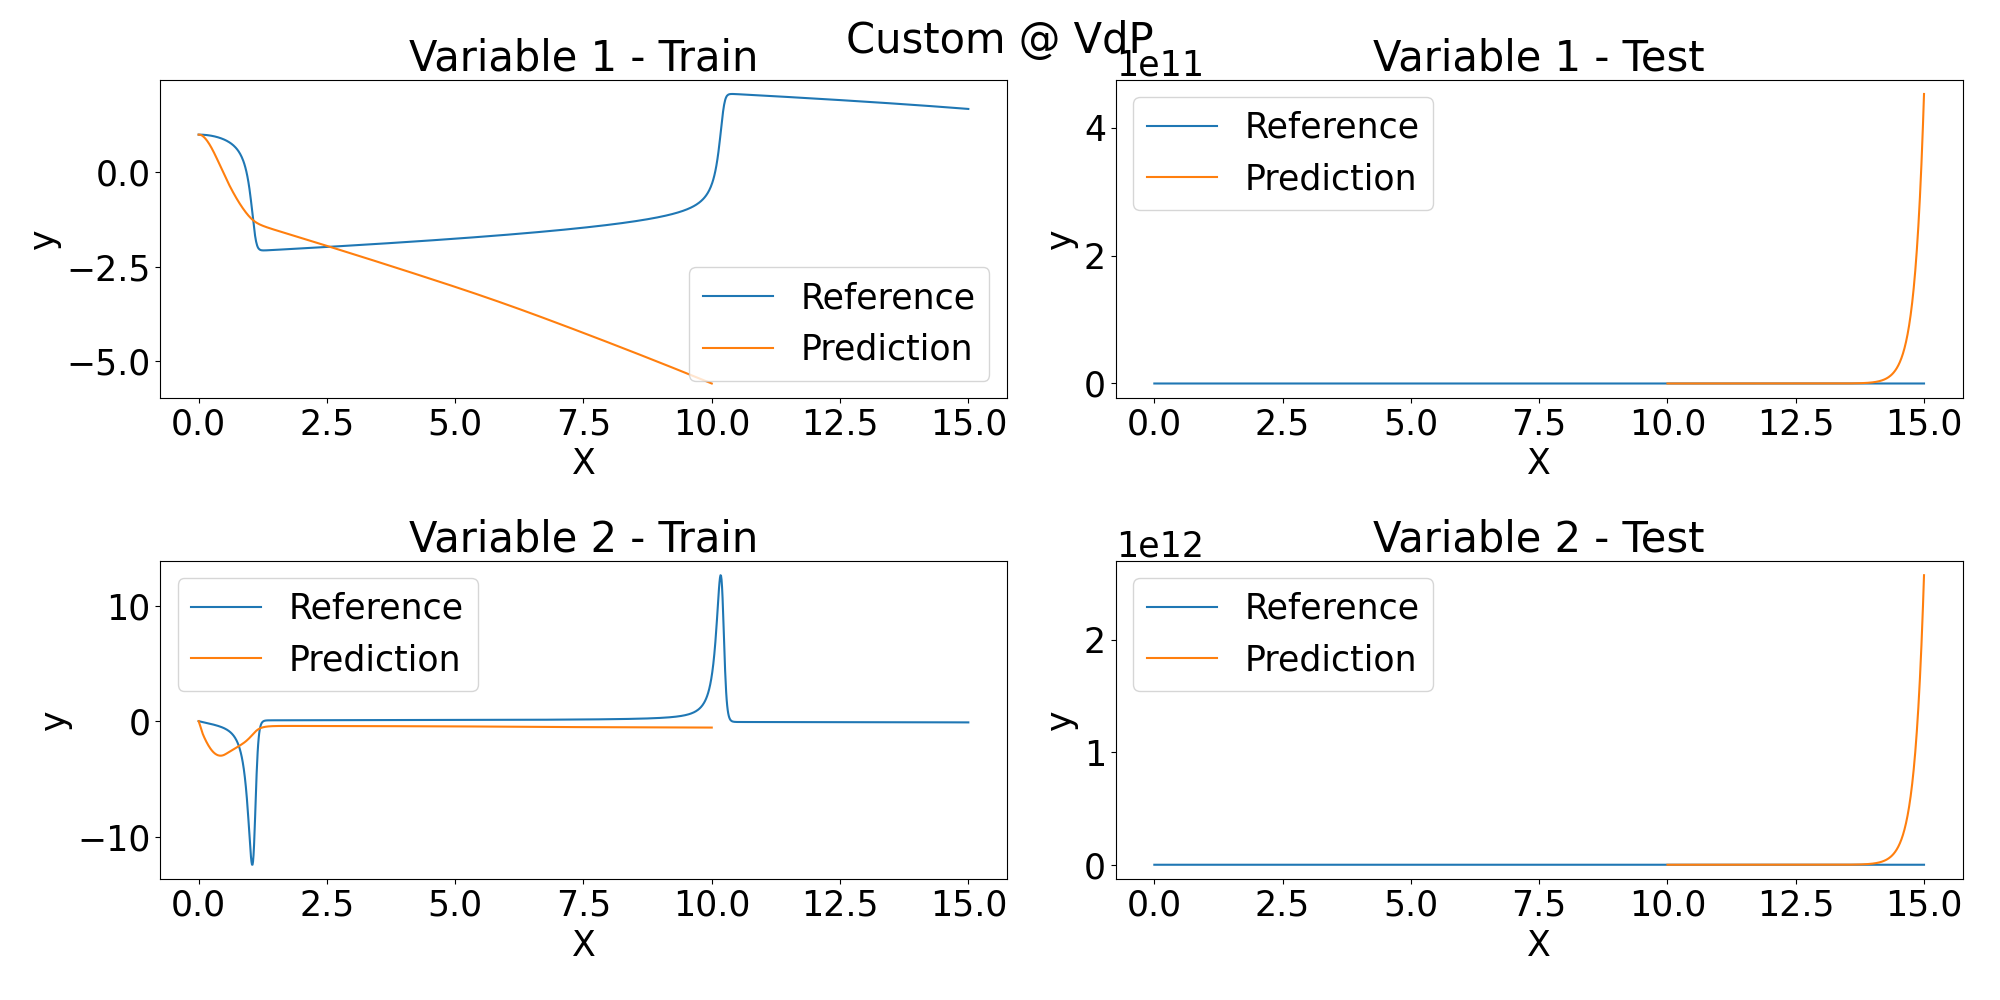 Custom @ VdP
Variable 1 - Train
y
0.0
−2.5
−5.0
Reference
Prediction
0.0 2.5 5.0 7.5 10.0 12.5 15.0
X
Variable 1 - Test
1e11
y
4
2
0
Reference
Prediction
0.0 2.5 5.0 7.5 10.0 12.5 15.0
X
Variable 2 - Train
y
10
0
−10
Reference
Prediction
0.0 2.5 5.0 7.5 10.0 12.5 15.0
X
Variable 2 - Test
1e12
y
2
1
0
Reference
Prediction
0.0 2.5 5.0 7.5 10.0 12.5 15.0
X